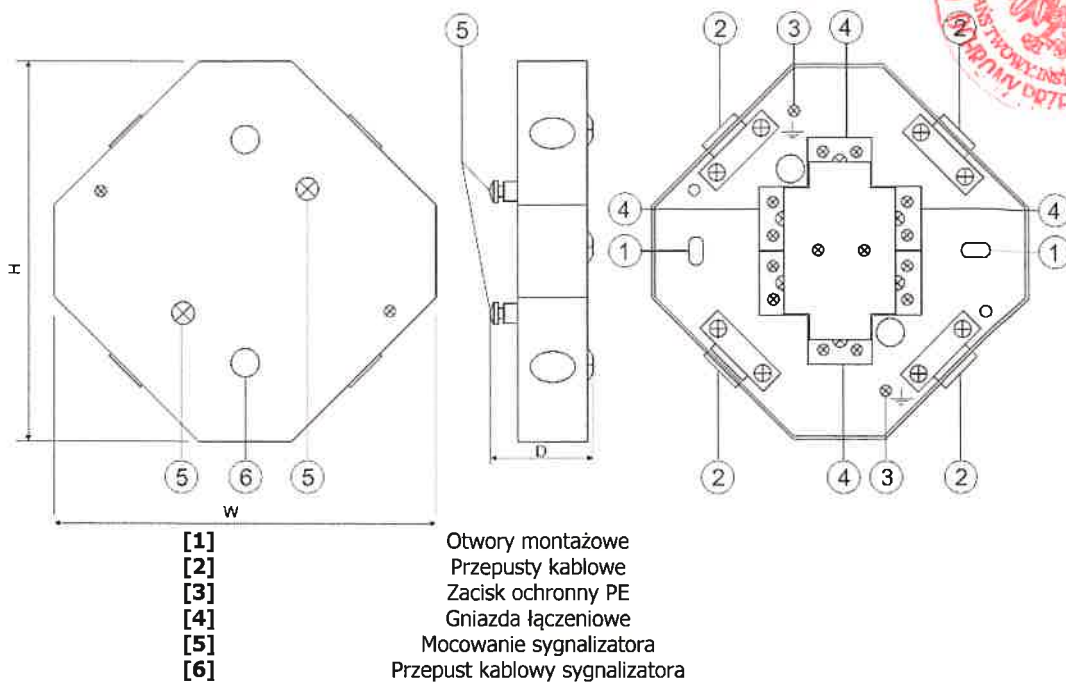 5 2 3 4 2
H
5
4 4
1 1
D
5 6 5 2 4 3 2
W
[1] Otwory montażowe
[2] Przepusty kablowe
[3] Zacisk ochronny PE
[4] Gniazda łączeniowe
[5] Mocowanie sygnalizatora
[6] Przepust kablowy sygnalizatora